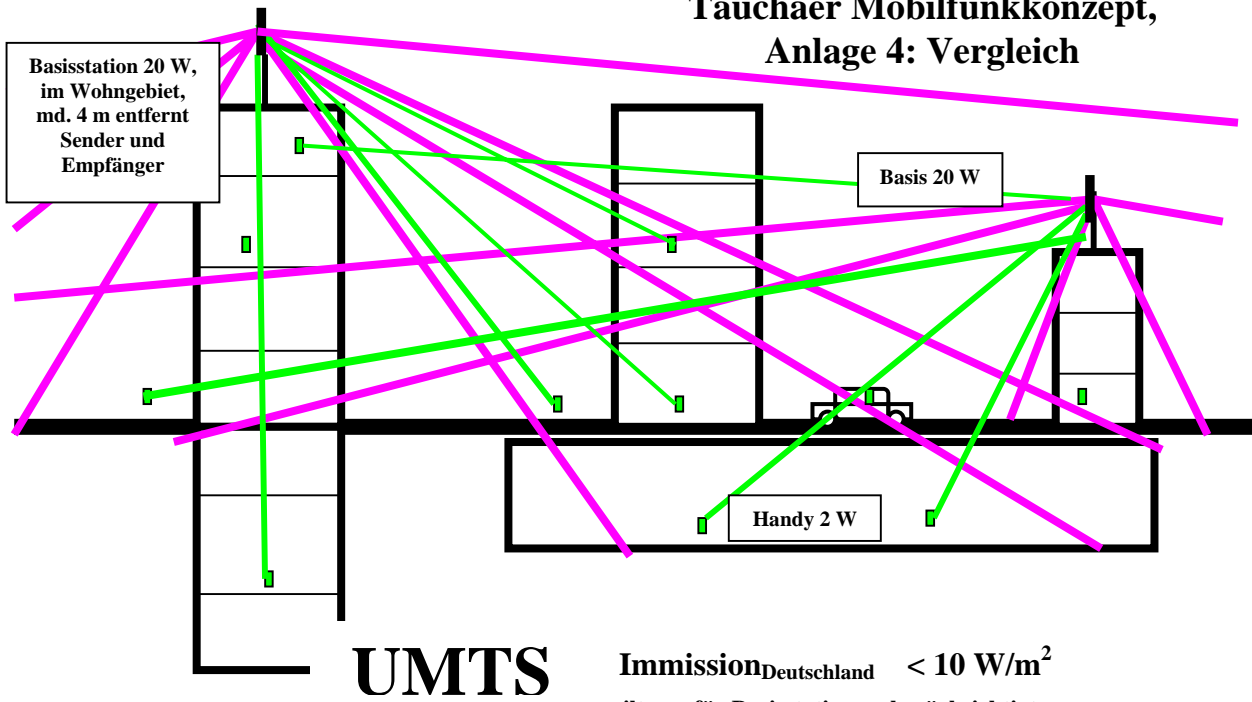 Tauchaer Mobilfunkkonzept,
Anlage 4: Vergleich
Basisstation 20 W,
im Wohngebiet,
md. 4 m entfernt
Sender und
Empfänger
Basis 20 W
Handy 2 W
UMTS
Immission_Deutschland < 10 W/m²